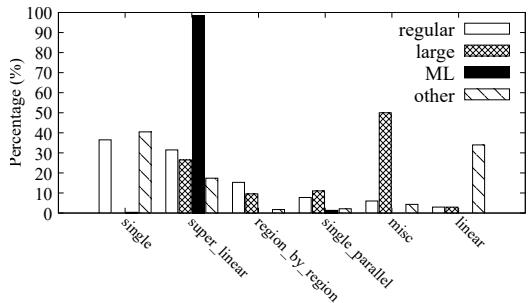 100
90
80
70
60
50
40
30
20
10
0
Percentage (%)
regular
large
ML
other
single
super_linear
region_by_region
single_parallel
misc
linear